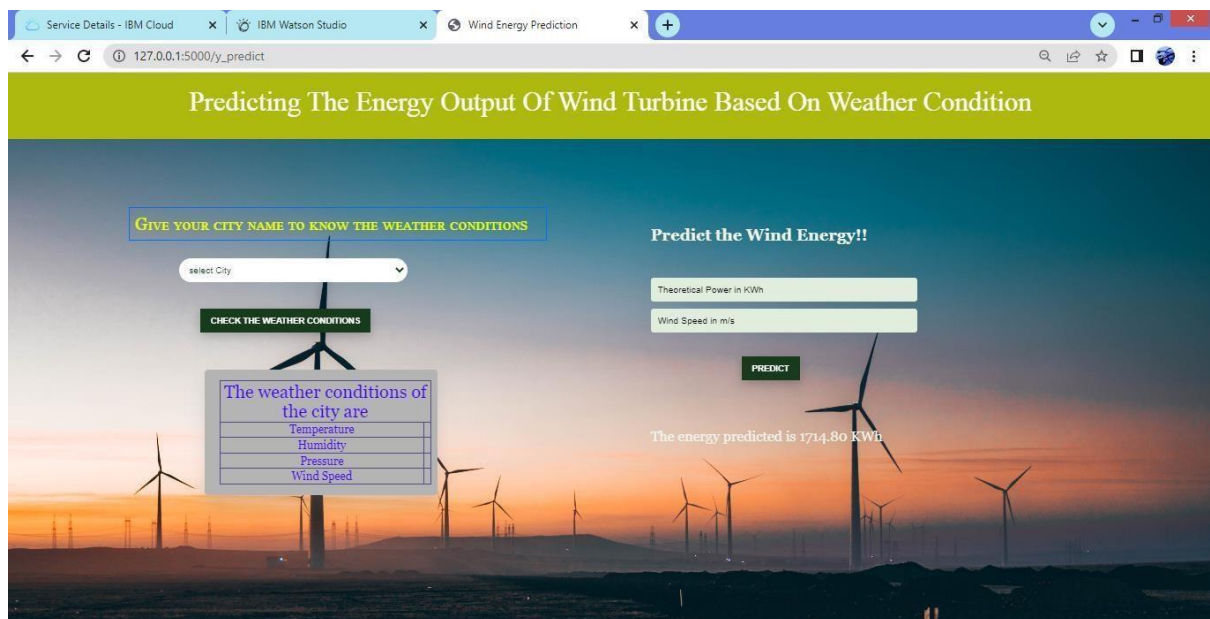 Service Details - IBM Cloud
IBM Watson Studio
Wind Energy Prediction
127.0.0.1:5000/y_predict
Predicting The Energy Output Of Wind Turbine Based On Weather Condition
GIVE YOUR CITY NAME TO KNOW THE WEATHER CONDITIONS
select City
CHECK THE WEATHER CONDITIONS
The weather conditions of
the city are
Temperature
Humidity
Pressure
Wind Speed
Predict the Wind Energy!!
Theoretical Power in KWh
Wind Speed in m/s
PREDICT
The energy predicted is 1714.80 KWh